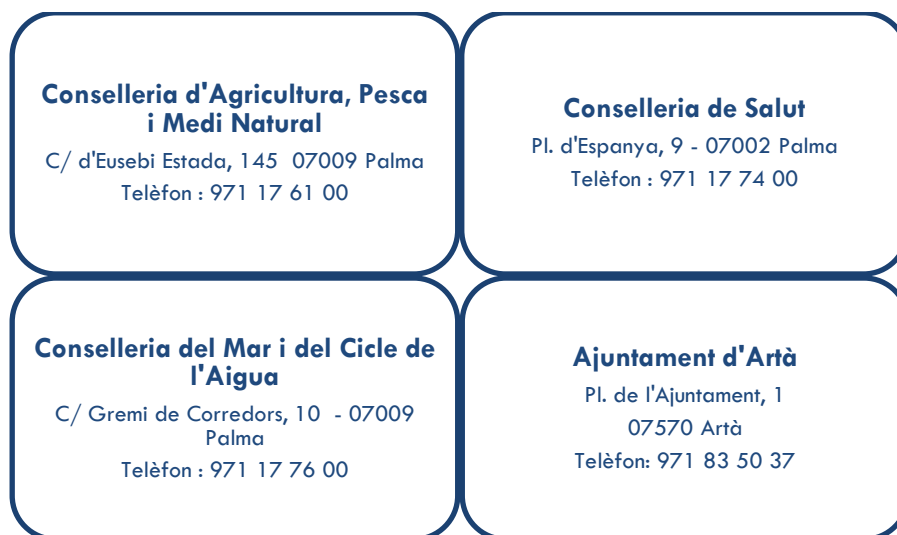 Conselleria d'Agricultura, Pesca
i Medi Natural
C/ d'Eusebi Estada, 145  07009 Palma
Telèfon : 971 17 61 00
Conselleria de Salut
Pl. d'Espanya, 9 - 07002 Palma
Telèfon : 971 17 74 00
Conselleria del Mar i del Cicle de
l'Aigua
C/ Gremi de Corredors, 10  - 07009
Palma
Telèfon : 971 17 76 00
Ajuntament d'Artà
Pl. de l'Ajuntament, 1
07570 Artà
Telèfon: 971 83 50 37